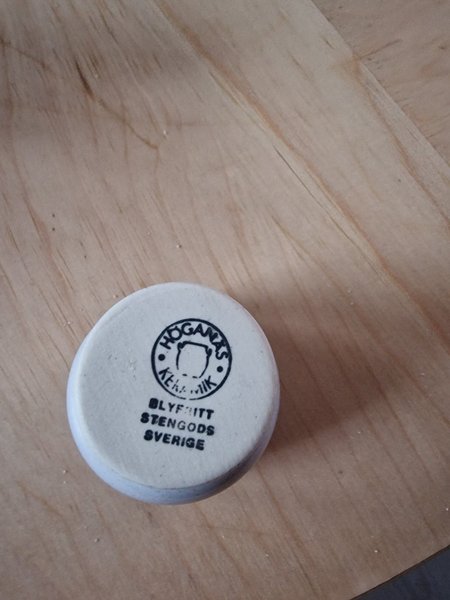 HÖGANÄS
KERAMIK
BLYFRITT
STENGODS
SVERIGE